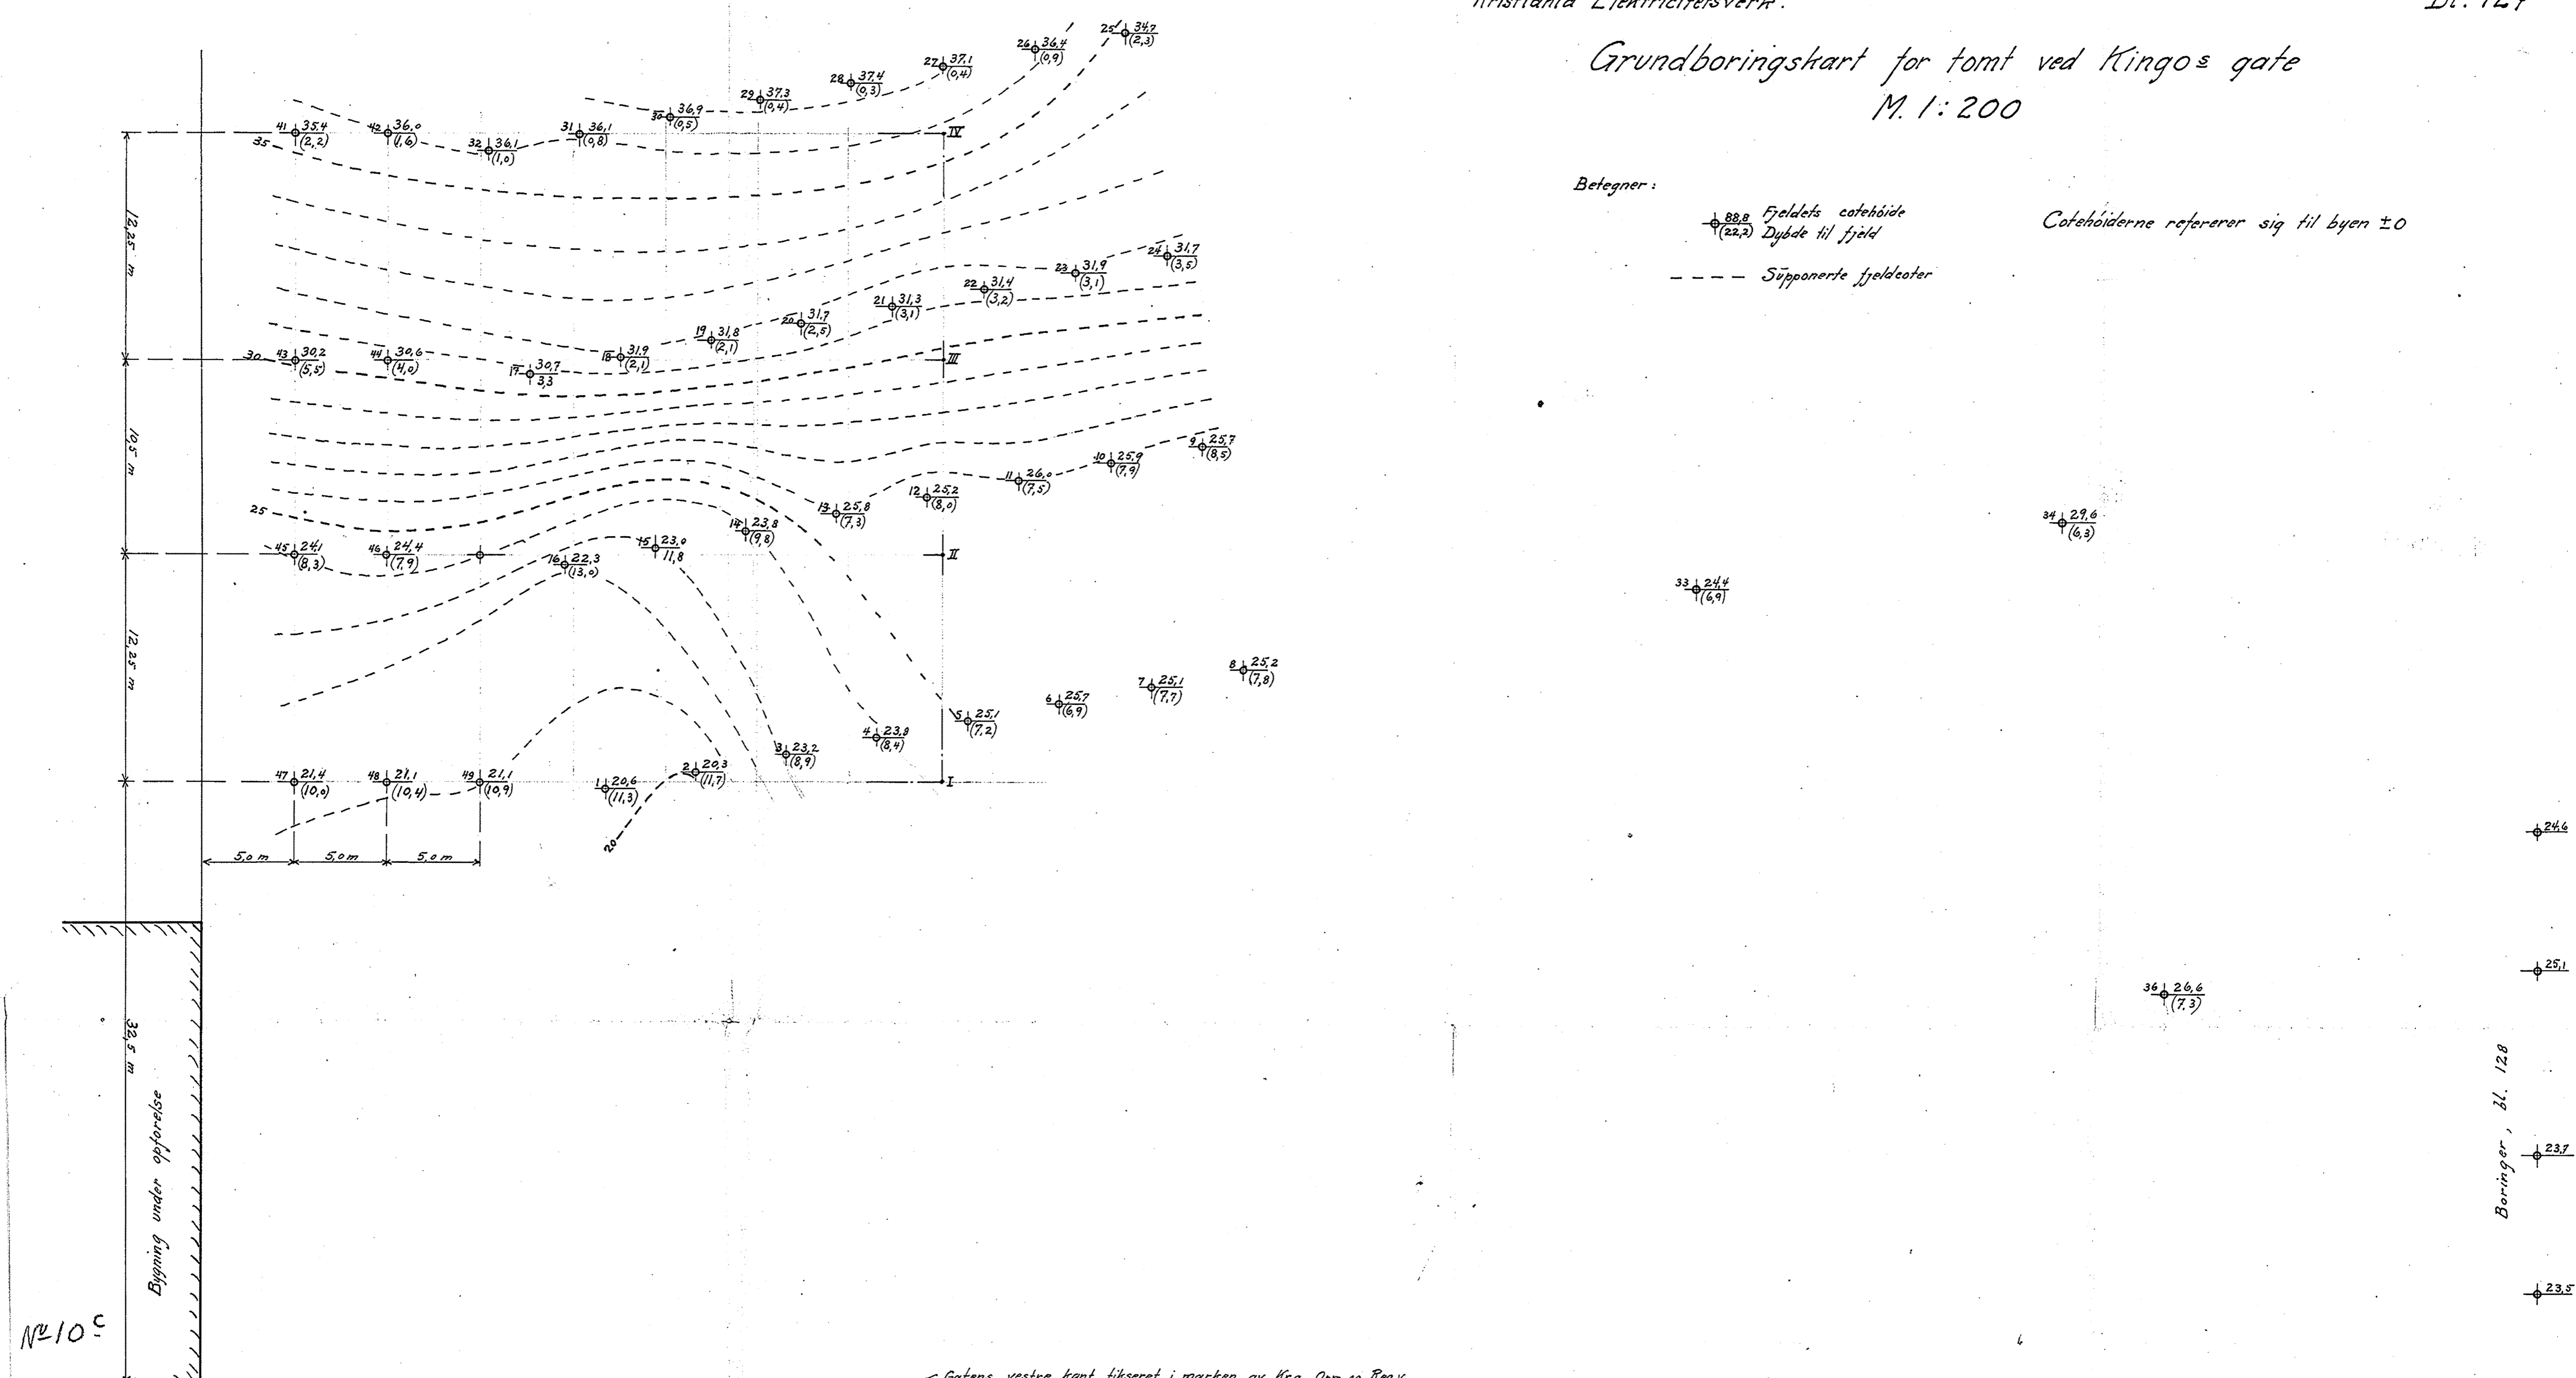 Kristiania Elektricitetsverk.
Bl. 127
Grundboringskart for tomt ved Kingos gate
M. 1:200
Betegner:
88,8 Fjeldets cotehöide
(22,2) Dybde til fjeld
Supponerte fjeldcoter
Cotehöiderne refererer sig til byen ±0
25 34,7 (2,3)
26 36,4 (0,9)
27 37,1 (0,4)
28 37,4 (0,3)
29 37,3 (0,4)
30 36,9 (0,5)
31 36,1 (0,8)
32 36,1 (1,0)
42 36,0 (1,6)
41 35,4 (2,2)
IV
35
12,25 m
24 31,7 (3,5)
23 31,9 (3,1)
22 31,4 (3,2)
21 31,3 (3,1)
20 31,7 (2,5)
19 31,8 (2,1)
18 31,9 (2,1)
17 30,7 3,3
44 30,6 (4,0)
43 30,2 (5,5)
30
III
10,5 m
9 25,7 (8,5)
10 25,9 (7,9)
11 26,0 (7,5)
12 25,2 (8,0)
13 25,8 (7,3)
14 23,8 (9,8)
15 23,0 11,8
16 22,3 (13,0)
46 24,4 (7,9)
45 24,1 (8,3)
25
II
12,25 m
8 25,2 (7,8)
7 25,1 (7,7)
6 25,7 (6,9)
5 25,1 (7,2)
4 23,8 (8,4)
3 23,2 (8,9)
2 20,3 (11,7)
1 20,6 (11,3)
49 21,1 (10,9)
48 21,1 (10,4)
47 21,4 (10,0)
I
20
5,0 m 5,0 m 5,0 m
34 29,6 (6,3)
33 24,4 (6,9)
36 26,6 (7,3)
24,6
25,1
23,7
23,5
Boringer, bl. 128
32,5 m
Bygning under opførelse
No 10 c
Gatens vestre kant fikseret i marken av Kra.